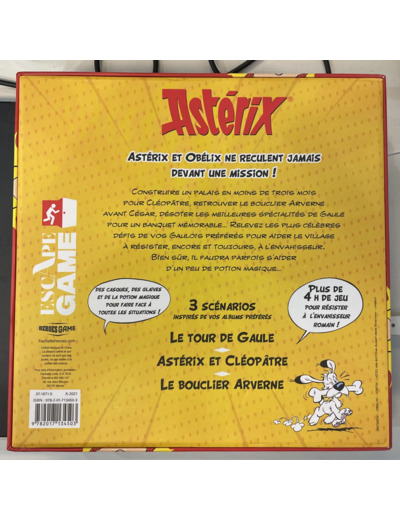 Astérix
Astérix et Obélix ne reculent jamais
devant une mission !
Construire un palais en moins de trois mois
pour Cléopâtre, retrouver le bouclier Arverne
avant César, dégoter les meilleures spécialités de Gaule
pour un banquet mémorable... Relevez les plus célèbres
défis de vos Gaulois préférés pour aider le village
à résister, encore et toujours, à l'envahisseur.
Bien sûr, il faudra parfois s'aider
d'un peu de potion magique...
ESCAPE
GAME
Des casques, des glaives
et de la potion magique
pour faire face à
toutes les situations !
Plus de
4 h de jeu
pour résister
à l'envahisseur
romain !
3 scénarios
inspirés de vos albums préférés
Le tour de Gaule
Astérix et Cléopâtre
Le bouclier Arverne
HEROES GAME
9 782017 134503